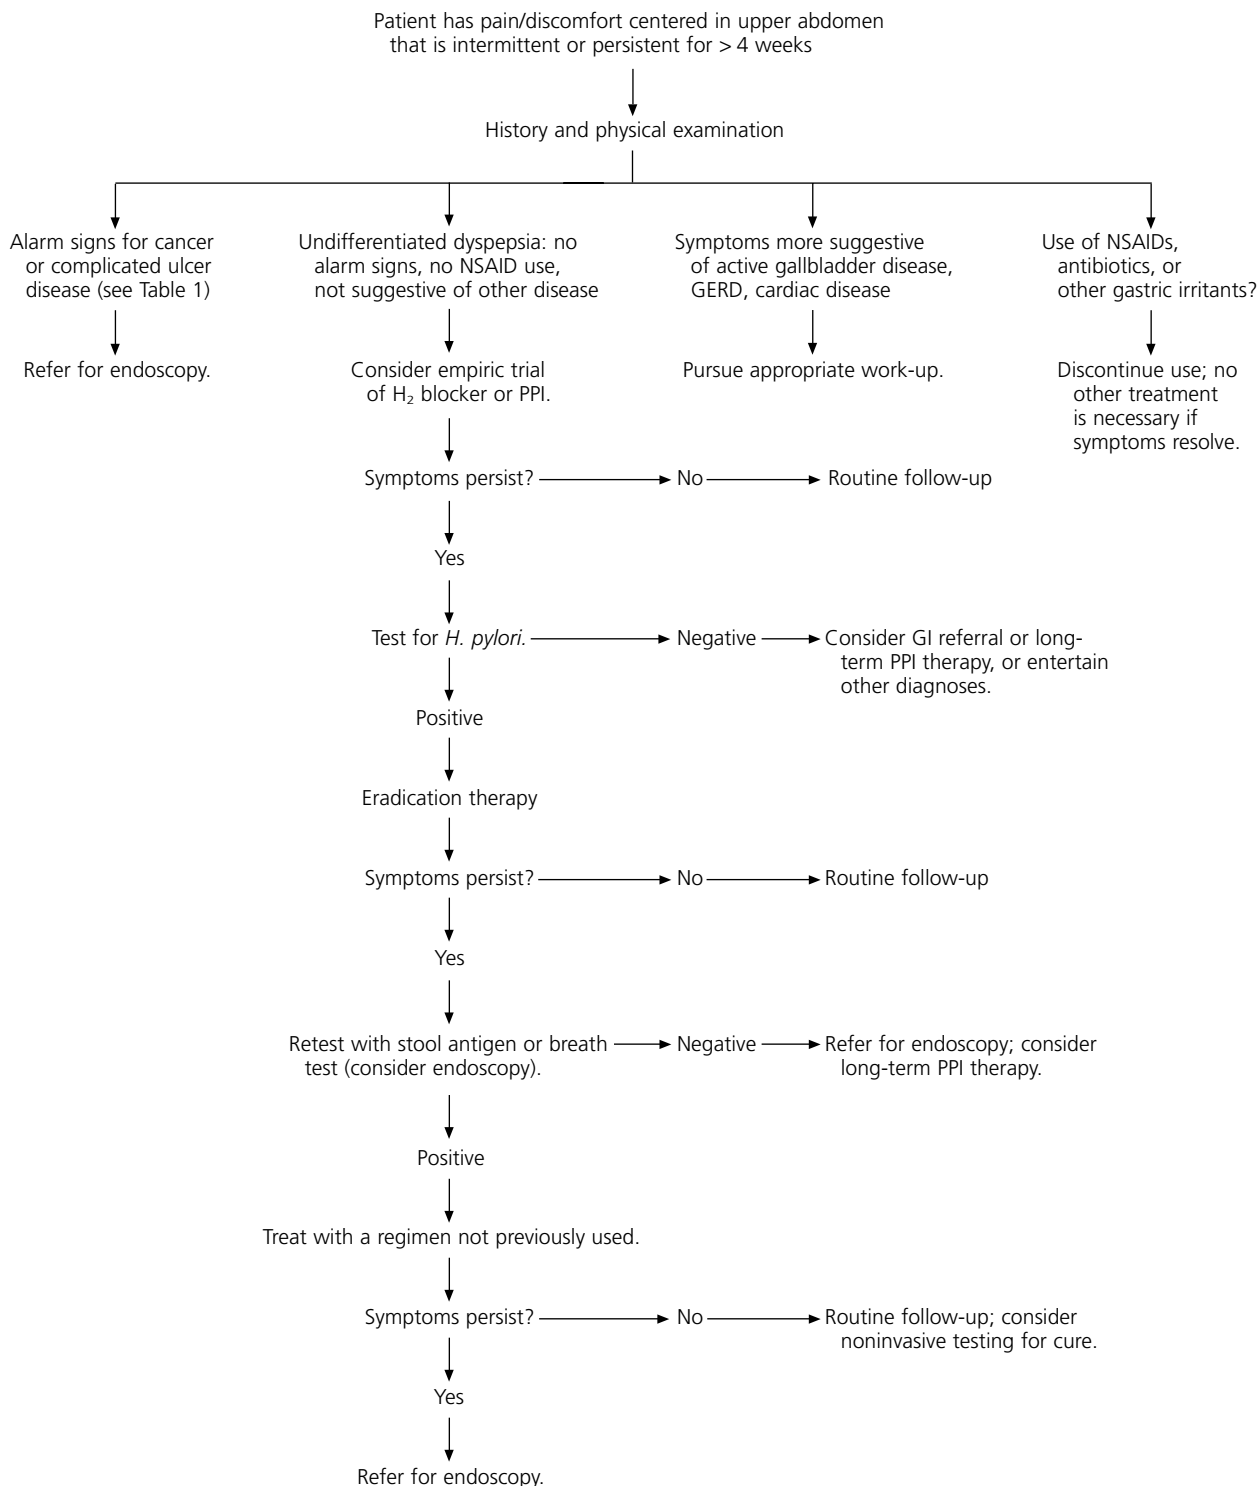 Patient has pain/discomfort centered in upper abdomen
that is intermittent or persistent for > 4 weeks
History and physical examination
Alarm signs for cancer
or complicated ulcer
disease (see Table 1)
Refer for endoscopy.
Undifferentiated dyspepsia: no
alarm signs, no NSAID use,
not suggestive of other disease
Consider empiric trial
of H₂ blocker or PPI.
Symptoms more suggestive
of active gallbladder disease,
GERD, cardiac disease
Pursue appropriate work-up.
Use of NSAIDs,
antibiotics, or
other gastric irritants?
Discontinue use; no
other treatment
is necessary if
symptoms resolve.
Symptoms persist?
No
Routine follow-up
Yes
Test for H. pylori.
Negative
Consider GI referral or long-
term PPI therapy, or entertain
other diagnoses.
Positive
Eradication therapy
Symptoms persist?
No
Routine follow-up
Yes
Retest with stool antigen or breath
test (consider endoscopy).
Negative
Refer for endoscopy; consider
long-term PPI therapy.
Positive
Treat with a regimen not previously used.
Symptoms persist?
No
Routine follow-up; consider
noninvasive testing for cure.
Yes
Refer for endoscopy.